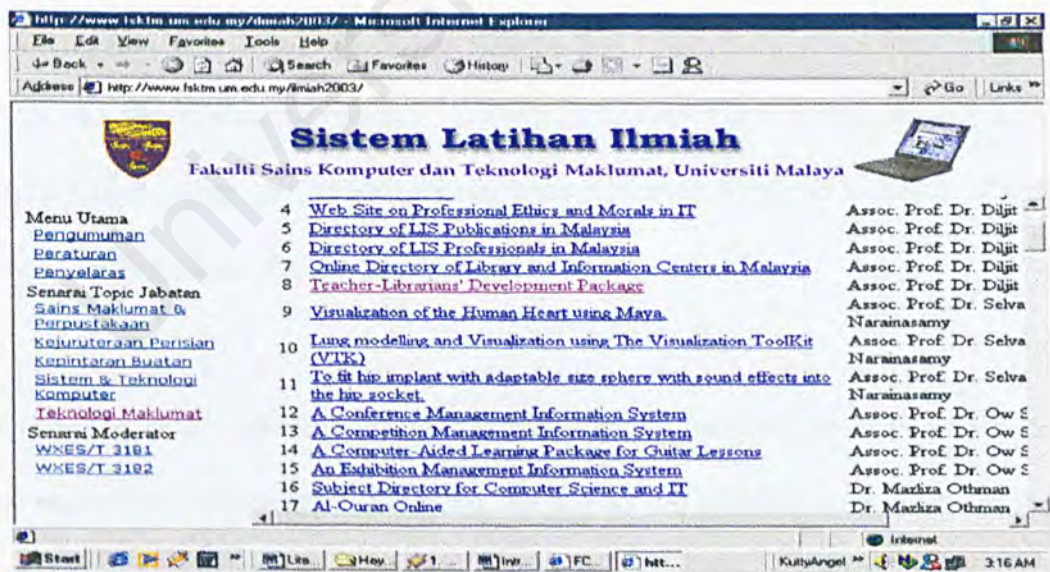 http://www.fsktm.um.edu.my/ilmiah2003/ - Microsoft Internet Explorer
File Edit View Favorites Tools Help
Back Search Favorites History
Address http://www.fsktm.um.edu.my/ilmiah2003/ Go Links
Sistem Latihan Ilmiah
Fakulti Sains Komputer dan Teknologi Maklumat, Universiti Malaya
Menu Utama
Pengumuman
Peraturan
Penyelaras
Senarai Topic Jabatan
Sains Maklumat &
Perpustakaan
Kejuruteraan Perisian
Kepintaran Buatan
Sistem & Teknologi
Komputer
Teknologi Maklumat
Senarai Moderator
WXES/T 3181
WXES/T 3182
4 Web Site on Professional Ethics and Morals in IT Assoc. Prof. Dr. Diljit
5 Directory of LIS Publications in Malaysia Assoc. Prof. Dr. Diljit
6 Directory of LIS Professionals in Malaysia Assoc. Prof. Dr. Diljit
7 Online Directory of Library and Information Centers in Malaysia Assoc. Prof. Dr. Diljit
8 Teacher-Librarians' Development Package Assoc. Prof. Dr. Diljit
9 Visualization of the Human Heart using Maya. Assoc. Prof. Dr. Selva
Narainasamy
10 Lung modelling and Visualization using The Visualization ToolKit Assoc. Prof. Dr. Selva
(VTK) Narainasamy
11 To fit hip implant with adaptable size sphere with sound effects into Assoc. Prof. Dr. Selva
the hip socket. Narainasamy
12 A Conference Management Information System Assoc. Prof. Dr. Ow S
13 A Competition Management Information System Assoc. Prof. Dr. Ow S
14 A Computer-Aided Learning Package for Guitar Lessons Assoc. Prof. Dr. Ow S
15 An Exhibition Management Information System Assoc. Prof. Dr. Ow S
16 Subject Directory for Computer Science and IT Dr. Mazliza Othman
17 Al-Quran Online Dr. Mazliza Othman
Internet
Start Lite... Hey... 1... Intr... FC... htt... KuttyAngel 3:16 AM